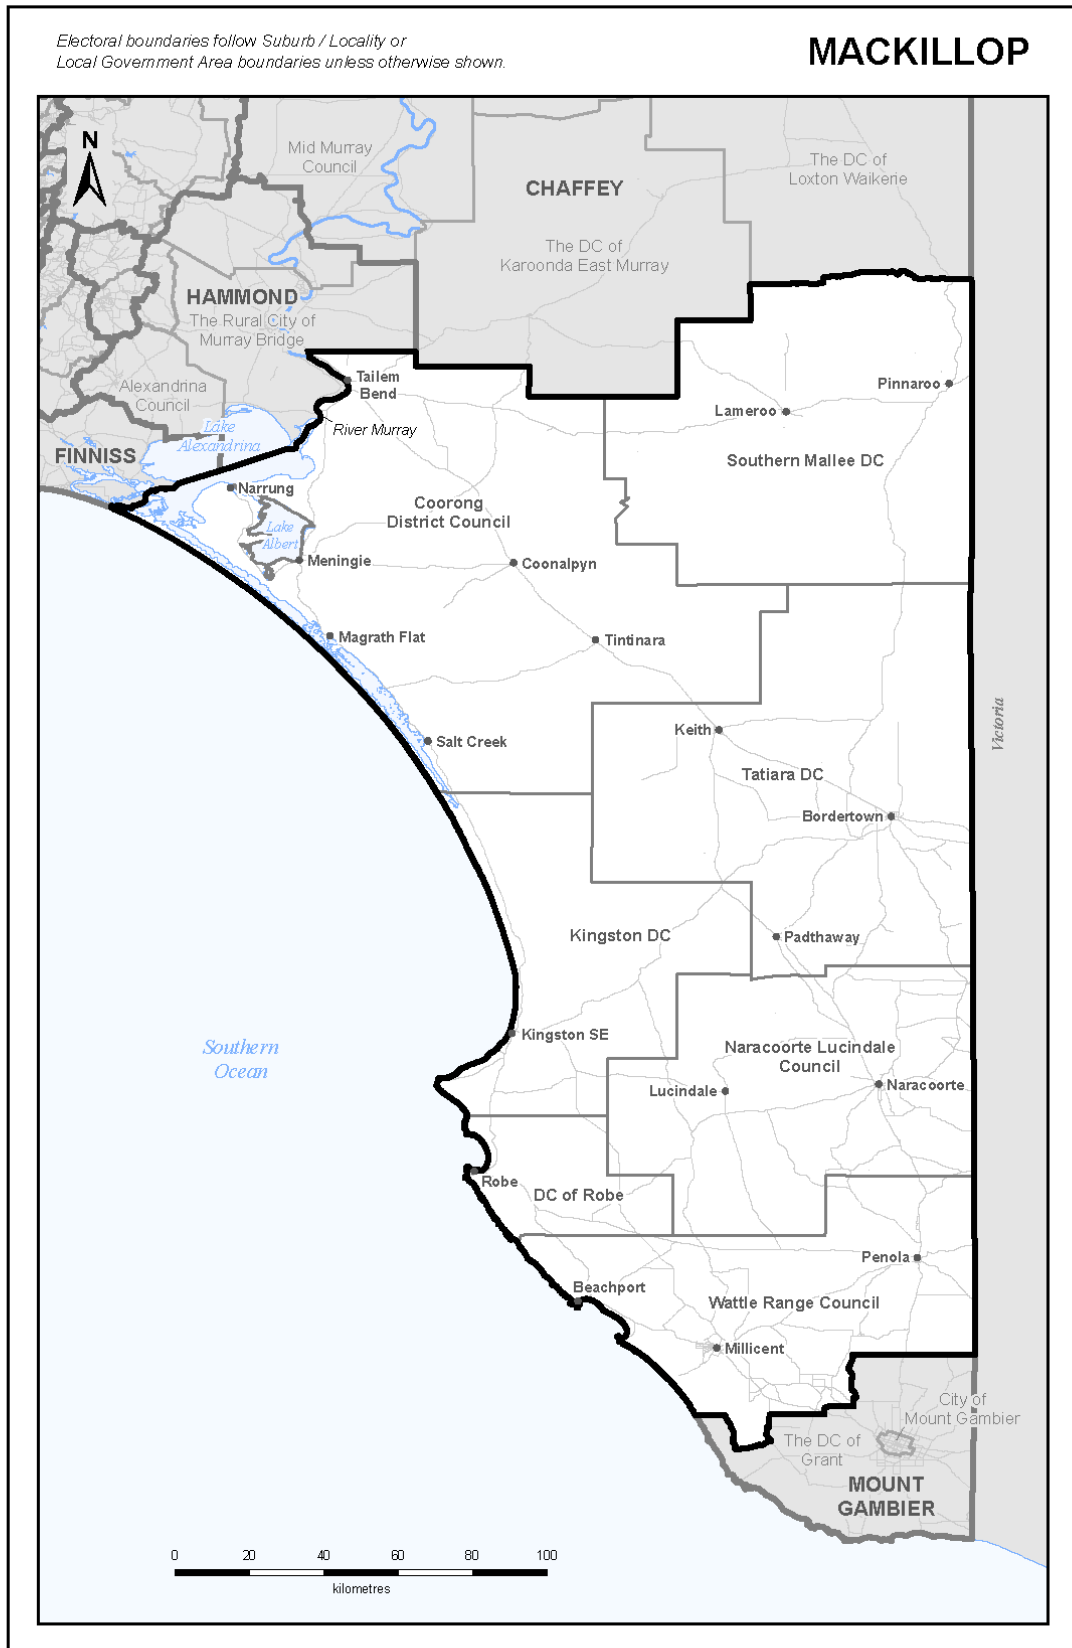 Electoral boundaries follow Suburb / Locality or
Local Government Area boundaries unless otherwise shown.
MACKILLOP
N
Mid Murray
Council
CHAFFEY
The DC of
Loxton Waikerie
The DC of
Karoonda East Murray
HAMMOND
The Rural City of
Murray Bridge
Alexandrina
Council
Tailem
Bend
Pinnaroo
Lameroo
Lake
Alexandrina
River Murray
FINNISS
Southern Mallee DC
Narrung
Coorong
District Council
Lake
Albert
Meningie
Coonalpyn
Magrath Flat
Tintinara
Victoria
Keith
Salt Creek
Tatiara DC
Bordertown
Kingston DC
Padthaway
Southern
Ocean
Kingston SE
Naracoorte Lucindale
Council
Lucindale
Naracoorte
Robe
DC of Robe
Penola
Beachport
Wattle Range Council
Millicent
City of
Mount Gambier
The DC of
Grant
MOUNT
GAMBIER
0 20 40 60 80 100
kilometres